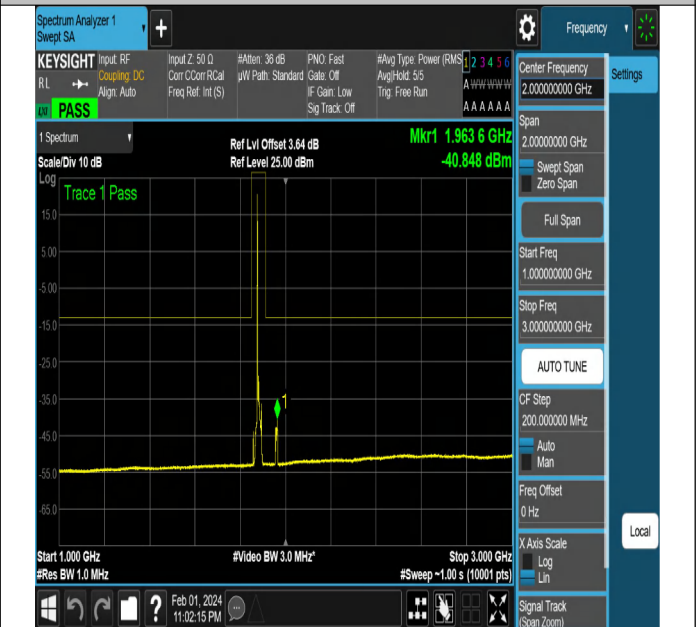 Spectrum Analyzer 1
Swept SA
Frequency
KEYSIGHT
RL
PASS
Input: RF
Coupling: DC
Align: Auto
Input Z: 50 Ω
Corr CCorr RCal
Freq Ref: Int (S)
#Atten: 36 dB
µW Path: Standard
PNO: Fast
Gate: Off
IF Gain: Low
Sig Track: Off
#Avg Type: Power (RMS
Avg|Hold: 5/5
Trig: Free Run
1 2 3 4 5 6
A W W W W W
A A A A A A
1 Spectrum
Scale/Div 10 dB
Ref Lvl Offset 3.64 dB
Ref Level 25.00 dBm
Mkr1 1.963 6 GHz
-40.848 dBm
Log
Trace 1 Pass
15.0
5.00
-5.00
-15.0
-25.0
-35.0
-45.0
-55.0
-65.0
1
Start 1.000 GHz
#Res BW 1.0 MHz
#Video BW 3.0 MHz*
Stop 3.000 GHz
#Sweep ~1.00 s (10001 pts)
Feb 01, 2024
11:02:15 PM
Center Frequency
2.000000000 GHz
Settings
Span
2.00000000 GHz
Swept Span
Zero Span
Full Span
Start Freq
1.000000000 GHz
Stop Freq
3.000000000 GHz
AUTO TUNE
CF Step
200.000000 MHz
Auto
Man
Freq Offset
0 Hz
X Axis Scale
Log
Lin
Local
Signal Track
(Span Zoom)